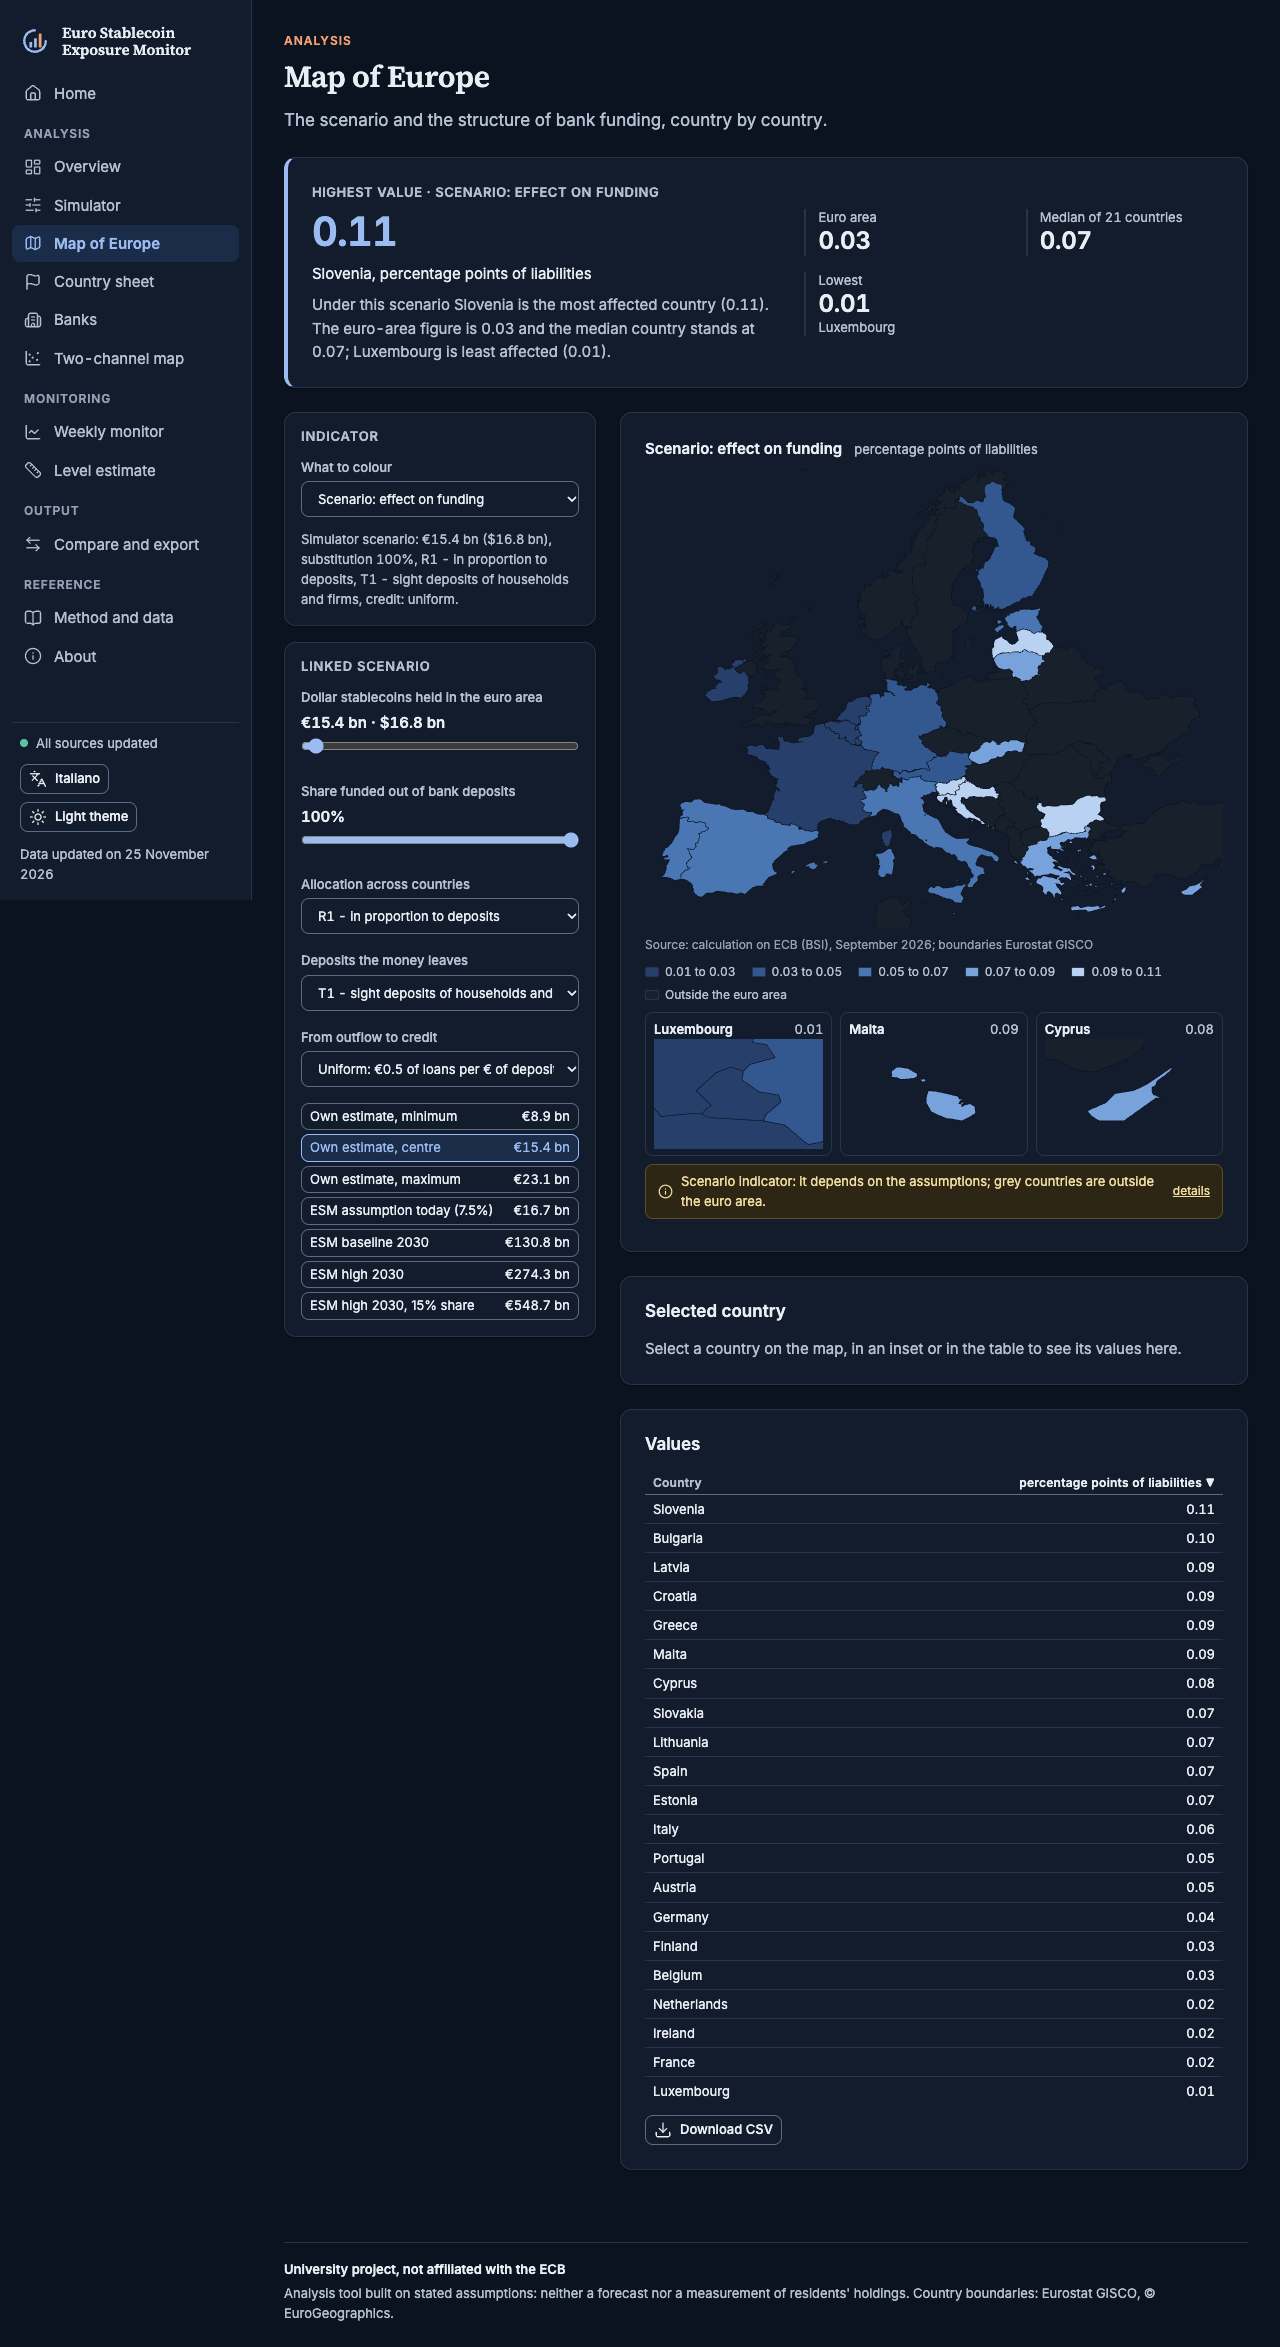 Euro Stablecoin
Exposure Monitor
Home
ANALYSIS
Overview
Simulator
Map of Europe
Country sheet
Banks
Two-channel map
MONITORING
Weekly monitor
Level estimate
OUTPUT
Compare and export
REFERENCE
Method and data
About
All sources updated
Italiano
Light theme
Data updated on 25 November
2026
ANALYSIS
Map of Europe
The scenario and the structure of bank funding, country by country.
HIGHEST VALUE · SCENARIO: EFFECT ON FUNDING
0.11
Slovenia, percentage points of liabilities
Under this scenario Slovenia is the most affected country (0.11).
The euro-area figure is 0.03 and the median country stands at
0.07; Luxembourg is least affected (0.01).
Euro area
0.03
Median of 21 countries
0.07
Lowest
0.01
Luxembourg
INDICATOR
What to colour
Scenario: effect on funding
Simulator scenario: €15.4 bn ($16.8 bn),
substitution 100%, R1 - in proportion to
deposits, T1 - sight deposits of households
and firms, credit: uniform.
LINKED SCENARIO
Dollar stablecoins held in the euro area
€15.4 bn · $16.8 bn
Share funded out of bank deposits
100%
Allocation across countries
R1 - in proportion to deposits
Deposits the money leaves
T1 - sight deposits of households and
From outflow to credit
Uniform: €0.5 of loans per € of deposit
Own estimate, minimum €8.9 bn
Own estimate, centre €15.4 bn
Own estimate, maximum €23.1 bn
ESM assumption today (7.5%) €16.7 bn
ESM baseline 2030 €130.8 bn
ESM high 2030 €274.3 bn
ESM high 2030, 15% share €548.7 bn
Scenario: effect on funding percentage points of liabilities
Source: calculation on ECB (BSI), September 2026; boundaries Eurostat GISCO
0.01 to 0.03 0.03 to 0.05 0.05 to 0.07 0.07 to 0.09 0.09 to 0.11
Outside the euro area
Luxembourg 0.01
Malta 0.09
Cyprus 0.08
Scenario indicator: it depends on the assumptions; grey countries are outside
the euro area.
details
Selected country
Select a country on the map, in an inset or in the table to see its values here.
Values
Country percentage points of liabilities ▼
Slovenia 0.11
Bulgaria 0.10
Latvia 0.09
Croatia 0.09
Greece 0.09
Malta 0.09
Cyprus 0.08
Slovakia 0.07
Lithuania 0.07
Spain 0.07
Estonia 0.07
Italy 0.06
Portugal 0.05
Austria 0.05
Germany 0.04
Finland 0.03
Belgium 0.03
Netherlands 0.02
Ireland 0.02
France 0.02
Luxembourg 0.01
Download CSV
University project, not affiliated with the ECB
Analysis tool built on stated assumptions: neither a forecast nor a measurement of residents' holdings. Country boundaries: Eurostat GISCO, ©
EuroGeographics.